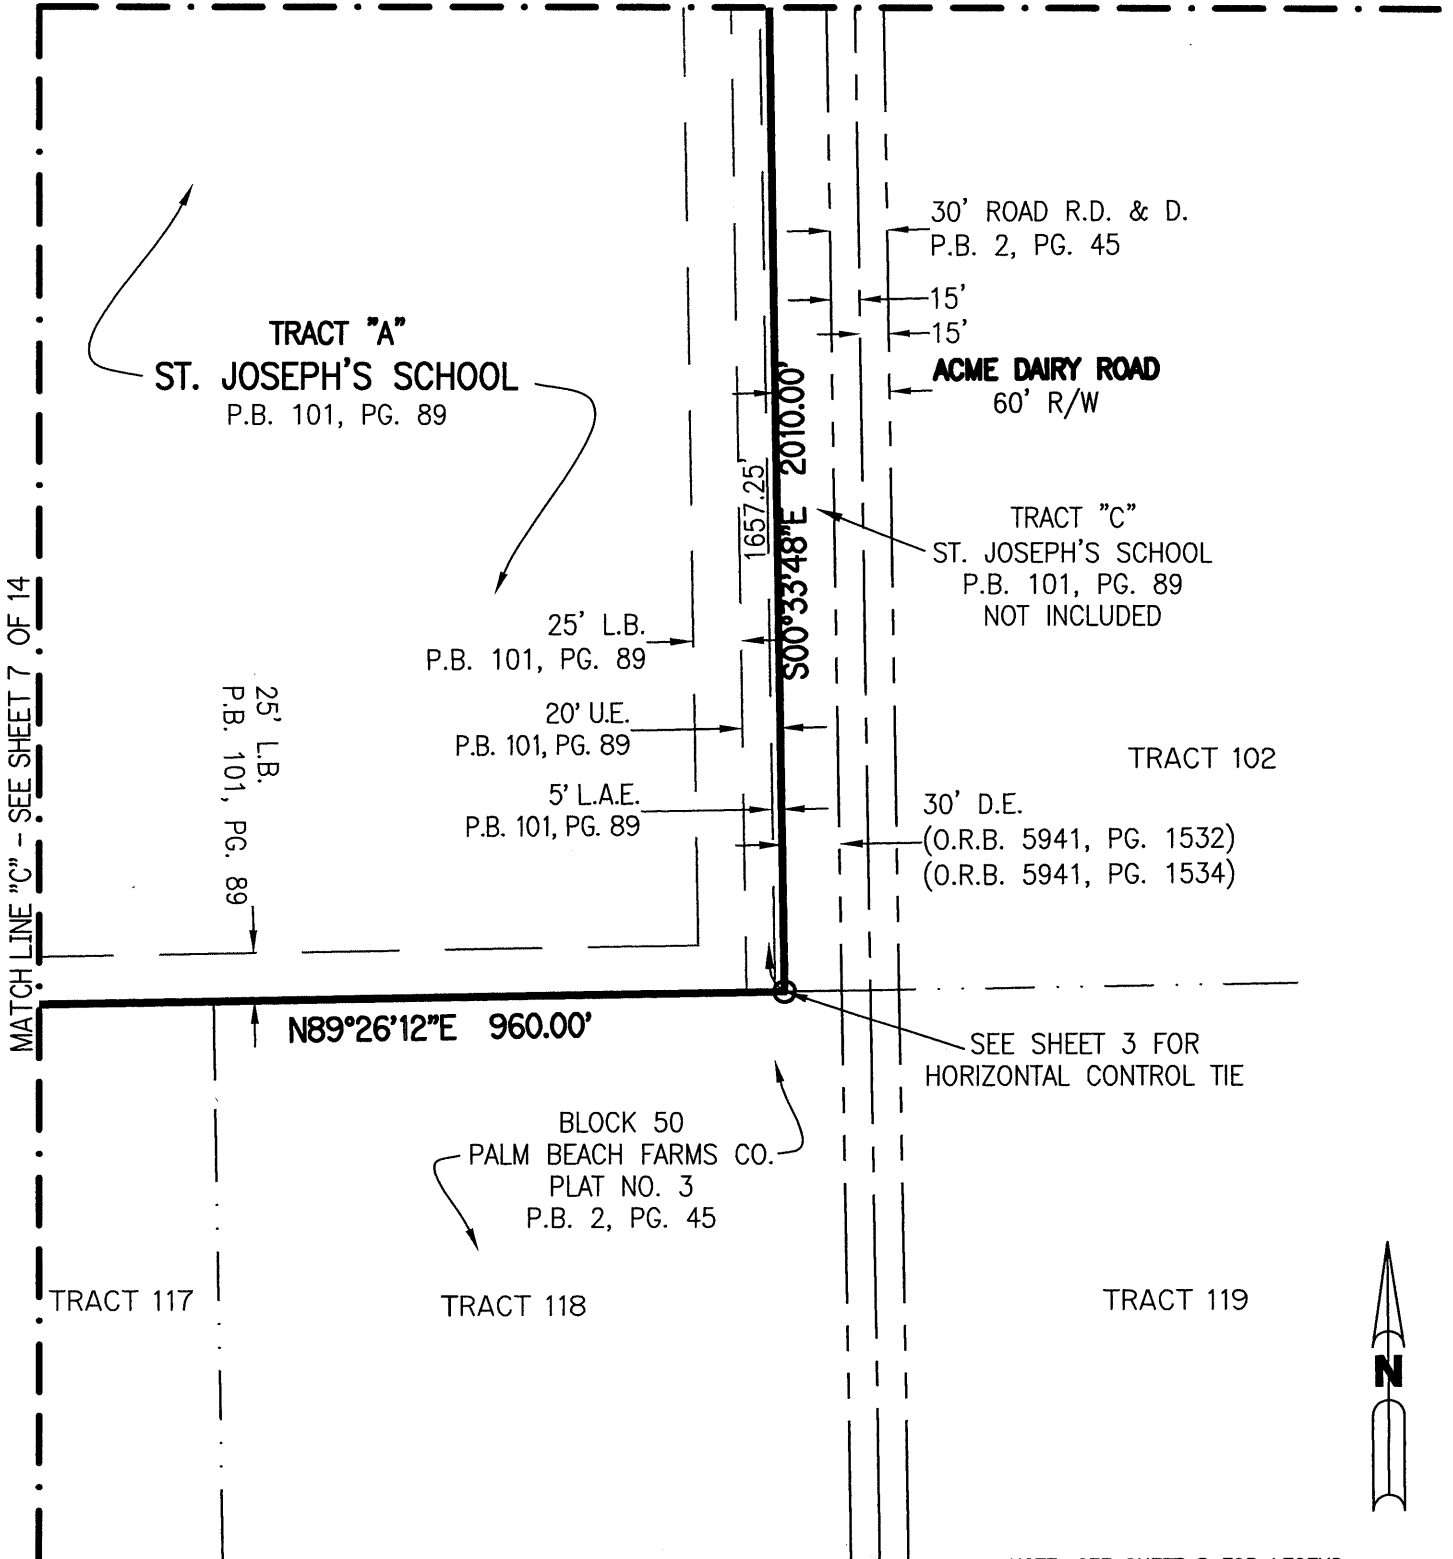 30' ROAD R.D. & D.
P.B. 2, PG. 45
15'
15'
ACME DAIRY ROAD
60' R/W
TRACT "A"
ST. JOSEPH'S SCHOOL
P.B. 101, PG. 89
1657.25'
S00°33'48"E 2010.00'
TRACT "C"
ST. JOSEPH'S SCHOOL
P.B. 101, PG. 89
NOT INCLUDED
MATCH LINE "C" - SEE SHEET 7 OF 14
25' L.B.
P.B. 101, PG. 89
25' L.B.
P.B. 101, PG. 89
20' U.E.
P.B. 101, PG. 89
5' L.A.E.
P.B. 101, PG. 89
TRACT 102
30' D.E.
(O.R.B. 5941, PG. 1532)
(O.R.B. 5941, PG. 1534)
N89°26'12"E 960.00'
SEE SHEET 3 FOR
HORIZONTAL CONTROL TIE
BLOCK 50
PALM BEACH FARMS CO.
PLAT NO. 3
P.B. 2, PG. 45
TRACT 117
TRACT 118
TRACT 119
N